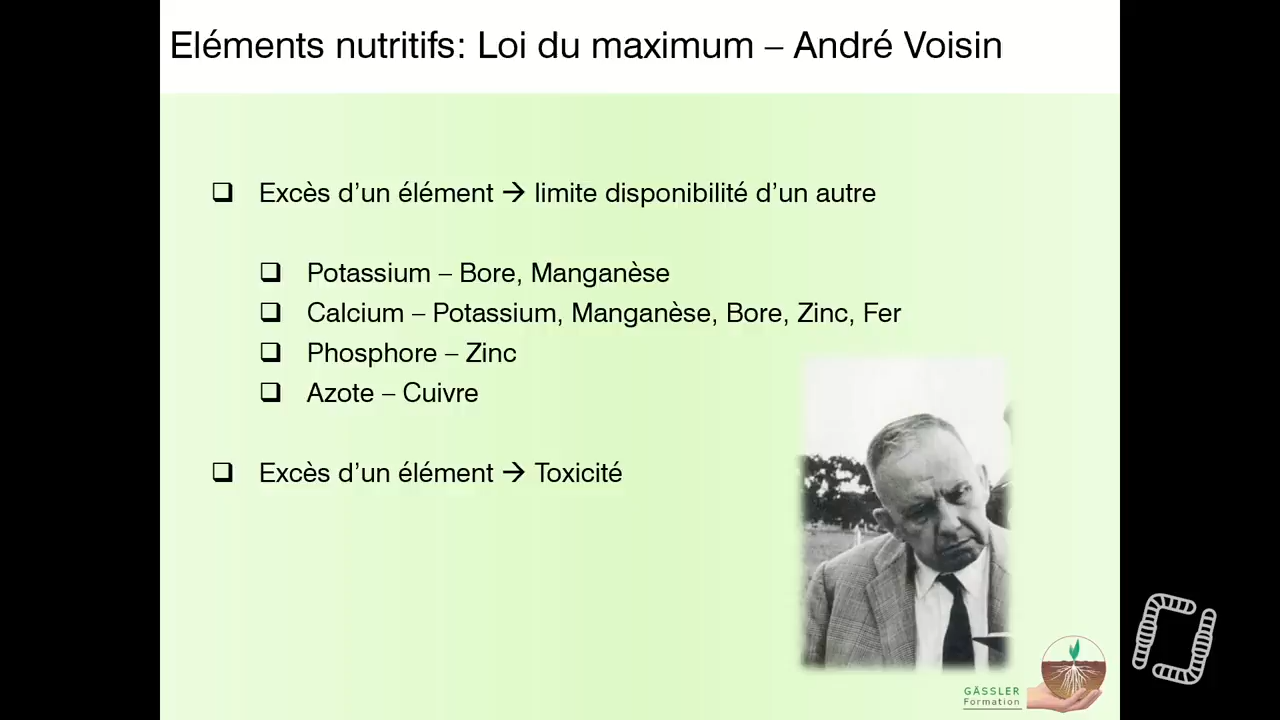 Eléments nutritifs: Loi du maximum – André Voisin
Excès d’un élément → limite disponibilité d’un autre
Potassium – Bore, Manganèse
Calcium – Potassium, Manganèse, Bore, Zinc, Fer
Phosphore – Zinc
Azote – Cuivre
Excès d’un élément → Toxicité
GÄSSLER
Formation